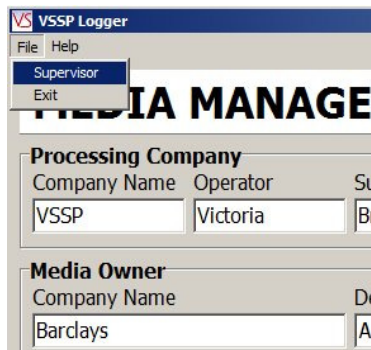 VS VSSP Logger
File Help
Supervisor
Exit
MANAGE
Processing Company
Company Name Operator
VSSP Victoria
Media Owner
Company Name
Barclays